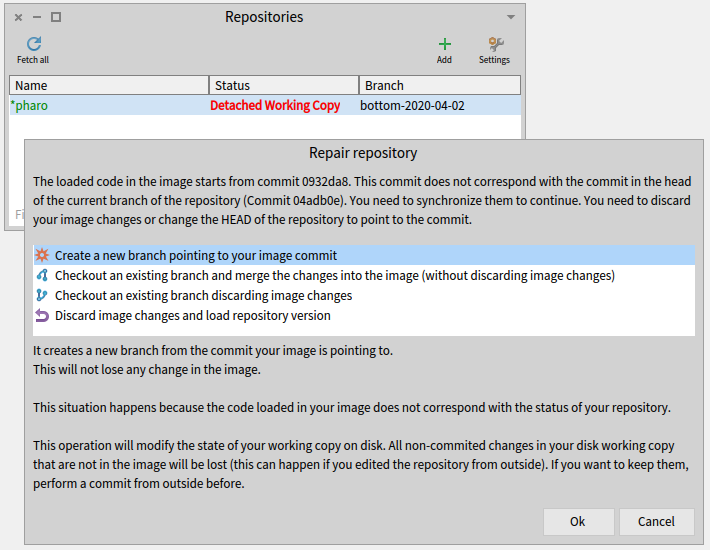 Repositories
Fetch all
Add
Settings
Name Status Branch
*pharo Detached Working Copy bottom-2020-04-02
Repair repository
The loaded code in the image starts from commit 0932da8. This commit does not correspond with the commit in the head
of the current branch of the repository (Commit 04adb0e). You need to synchronize them to continue. You need to discard
your image changes or change the HEAD of the repository to point to the commit.
Fi
Create a new branch pointing to your image commit
Checkout an existing branch and merge the changes into the image (without discarding image changes)
Checkout an existing branch discarding image changes
Discard image changes and load repository version
It creates a new branch from the commit your image is pointing to.
This will not lose any change in the image.
This situation happens because the code loaded in your image does not correspond with the status of your repository.
This operation will modify the state of your working copy on disk. All non-commited changes in your disk working copy
that are not in the image will be lost (this can happen if you edited the repository from outside). If you want to keep them,
perform a commit from outside before.
Ok Cancel